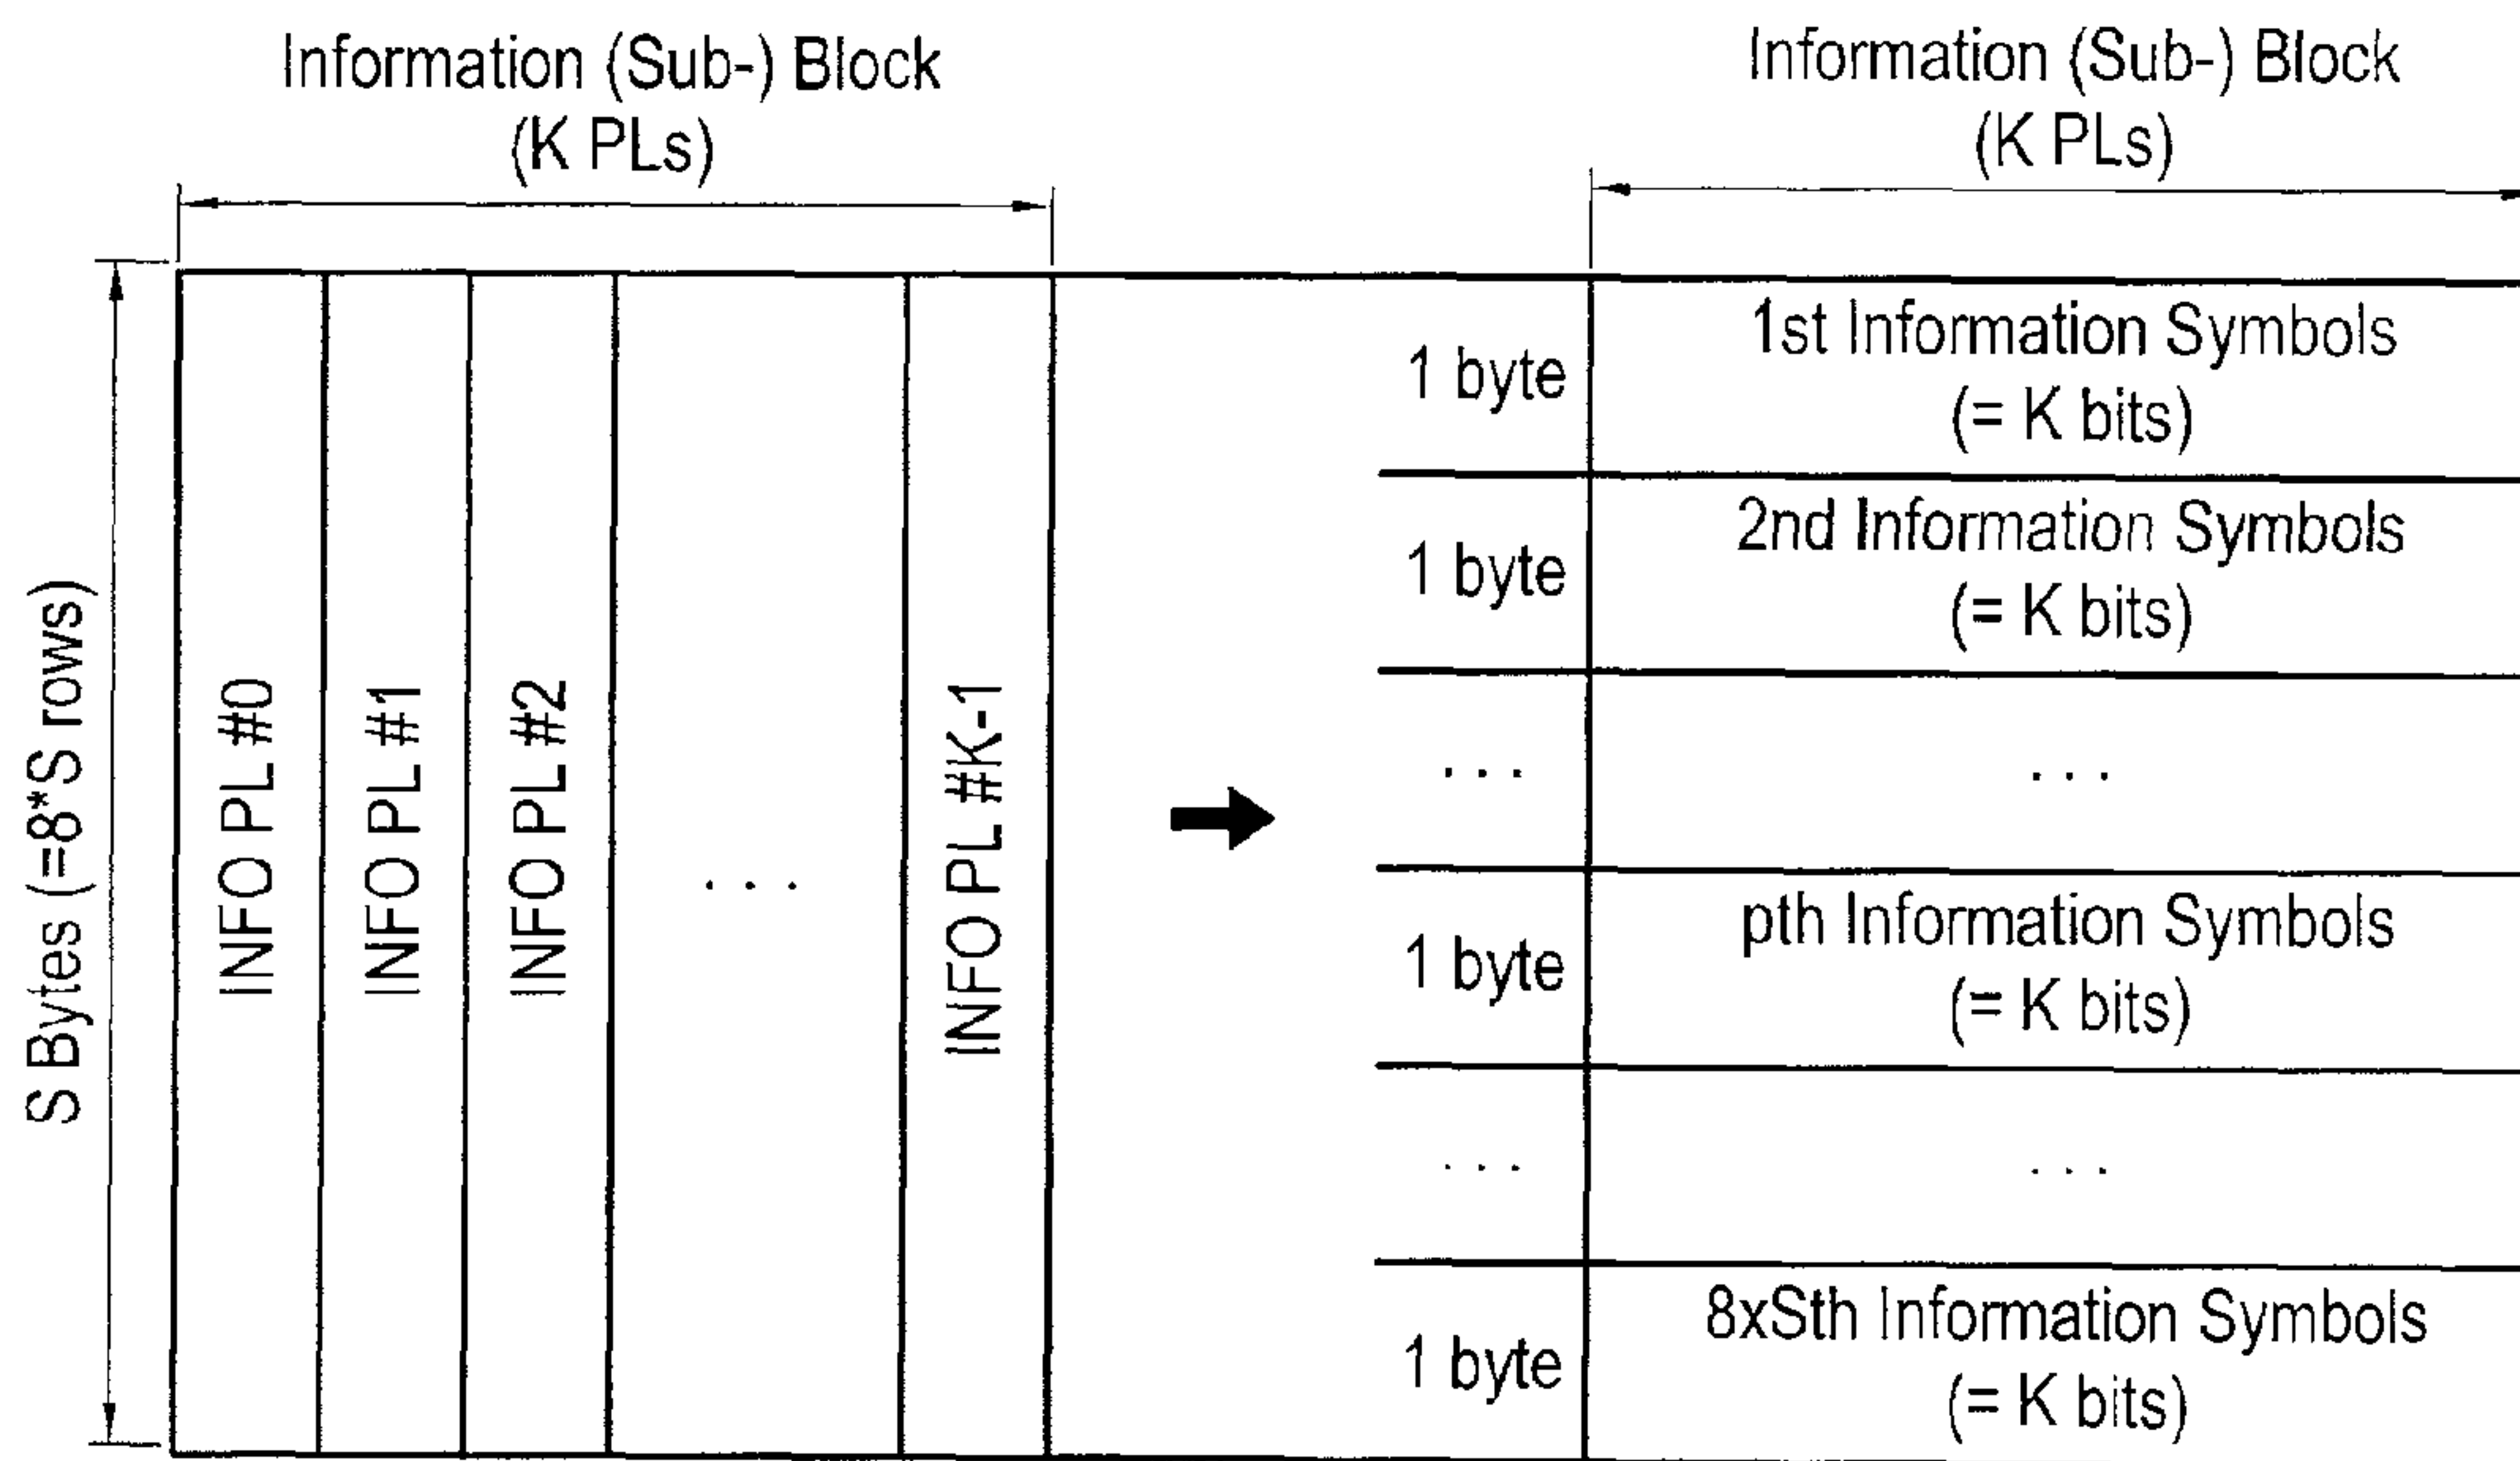 Information (Sub-) Block
(K PLs)
Information (Sub-) Block
(K PLs)
S Bytes (=8*S rows)
INFO PL #0
INFO PL #1
INFO PL #2
. . .
INFO PL #K-1
1 byte
1st Information Symbols
(= K bits)
1 byte
2nd Information Symbols
(= K bits)
. . .
. . .
1 byte
pth Information Symbols
(= K bits)
. . .
. . .
1 byte
8xSth Information Symbols
(= K bits)